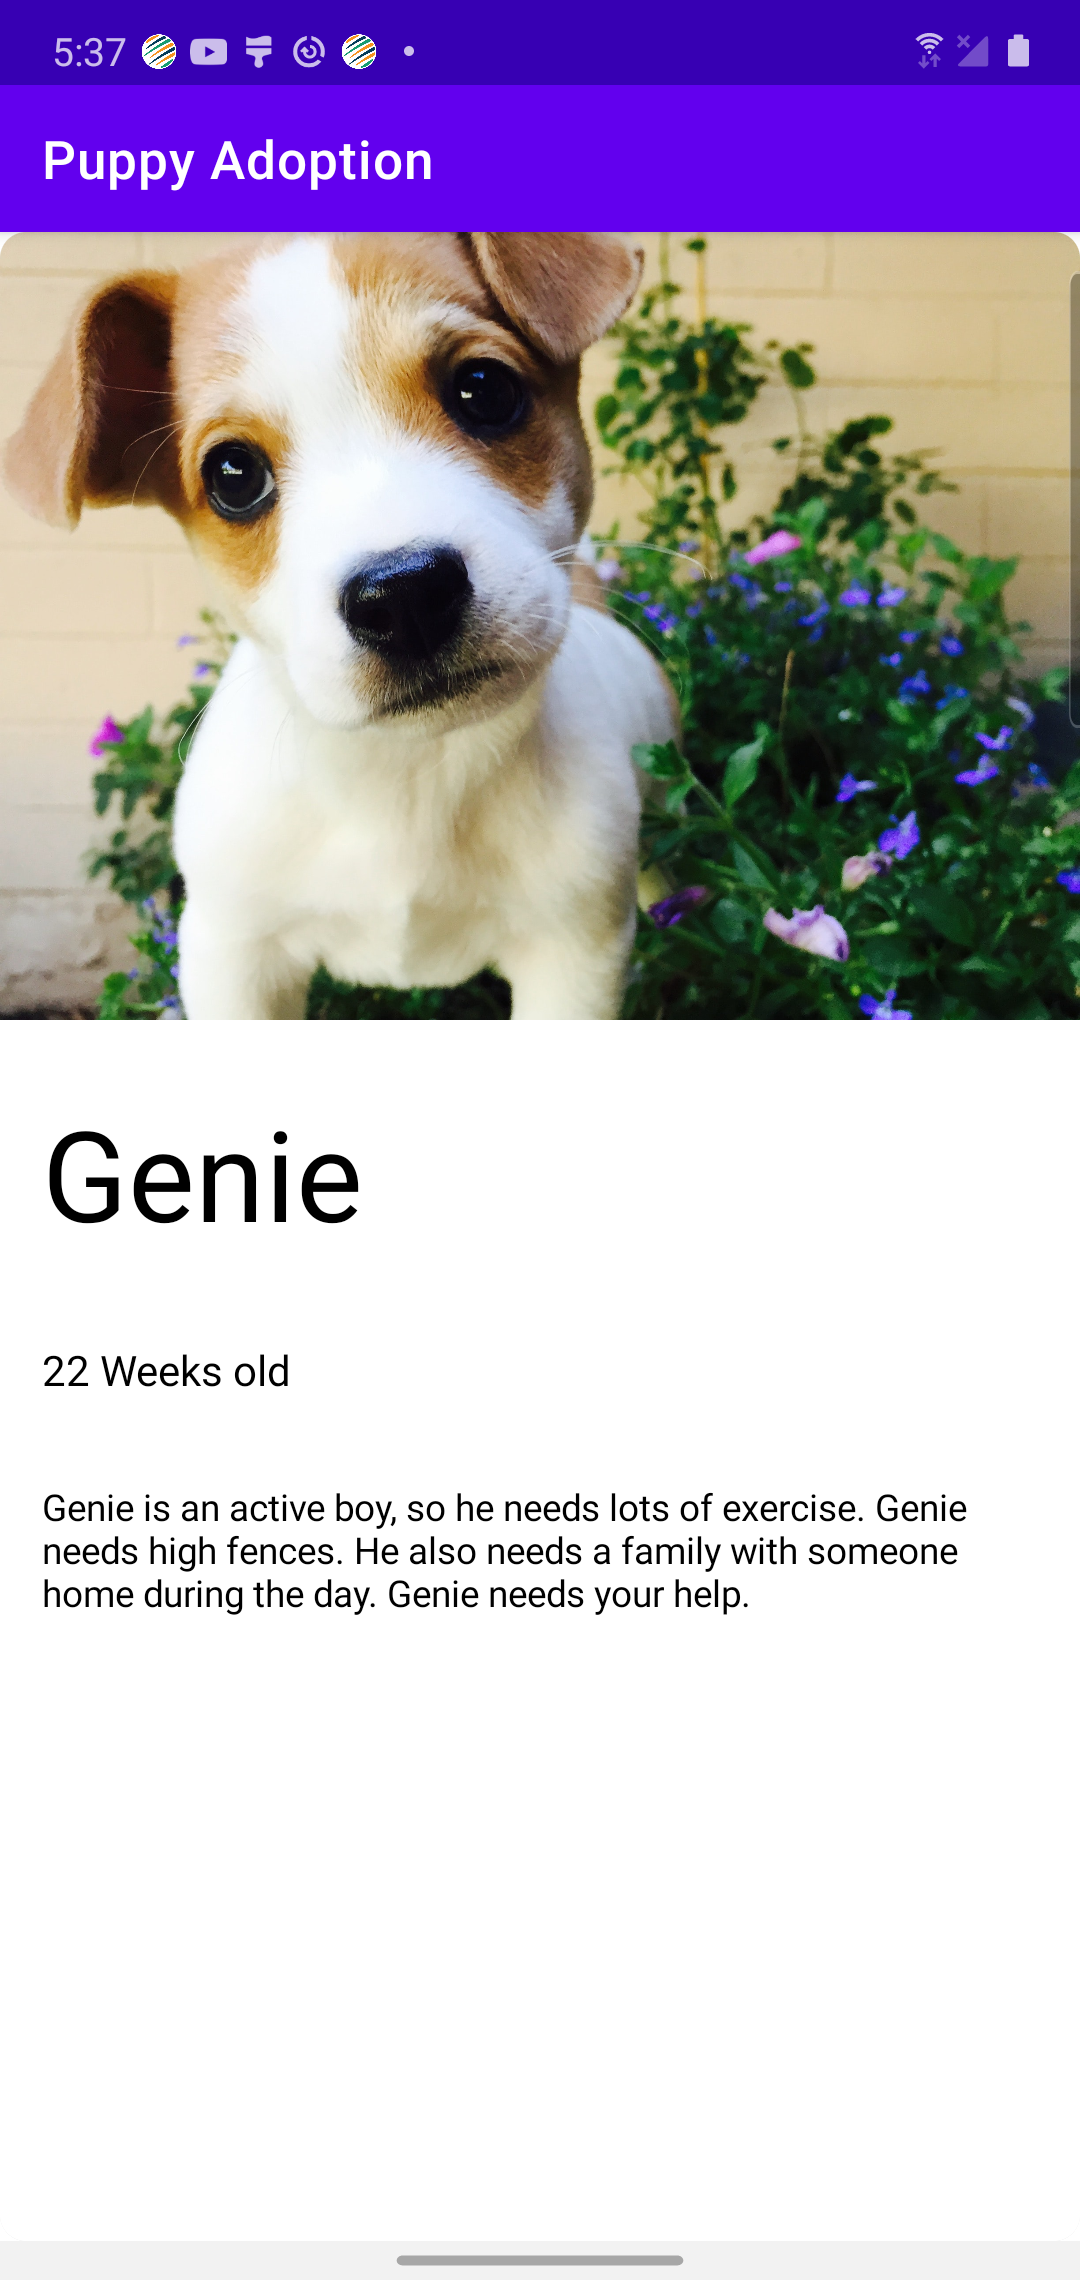 5:37
Puppy Adoption
Genie
22 Weeks old
Genie is an active boy, so he needs lots of exercise. Genie
needs high fences. He also needs a family with someone
home during the day. Genie needs your help.